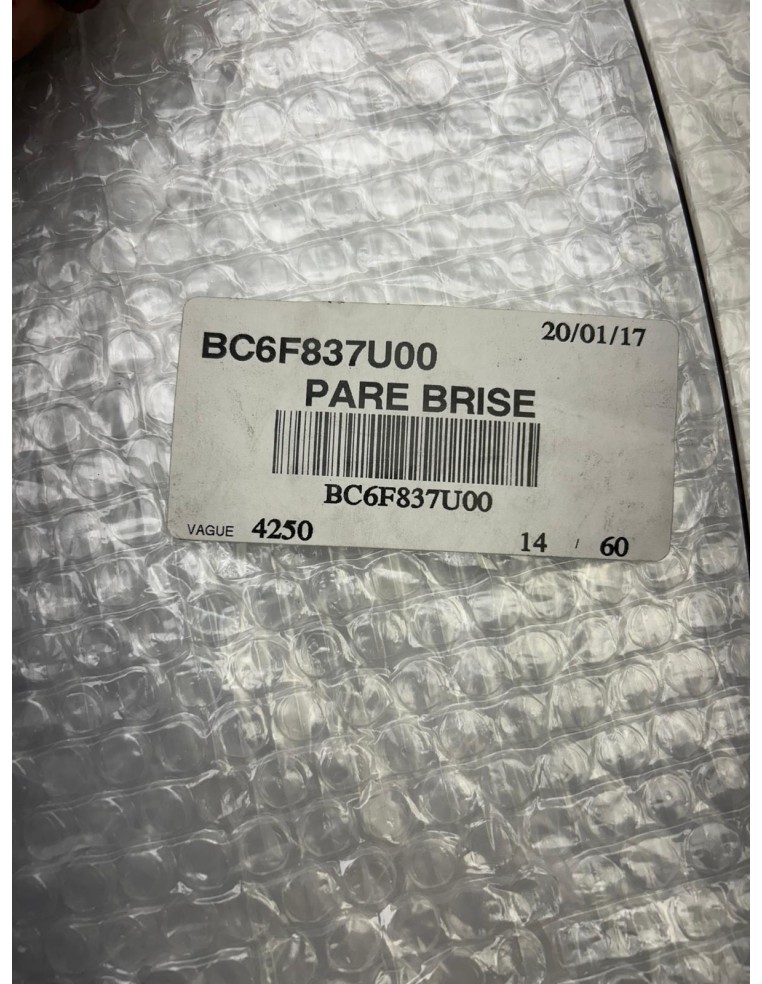 20/01/17
BC6F837U00
PARE BRISE
BC6F837U00
VAGUE 4250
14 / 60